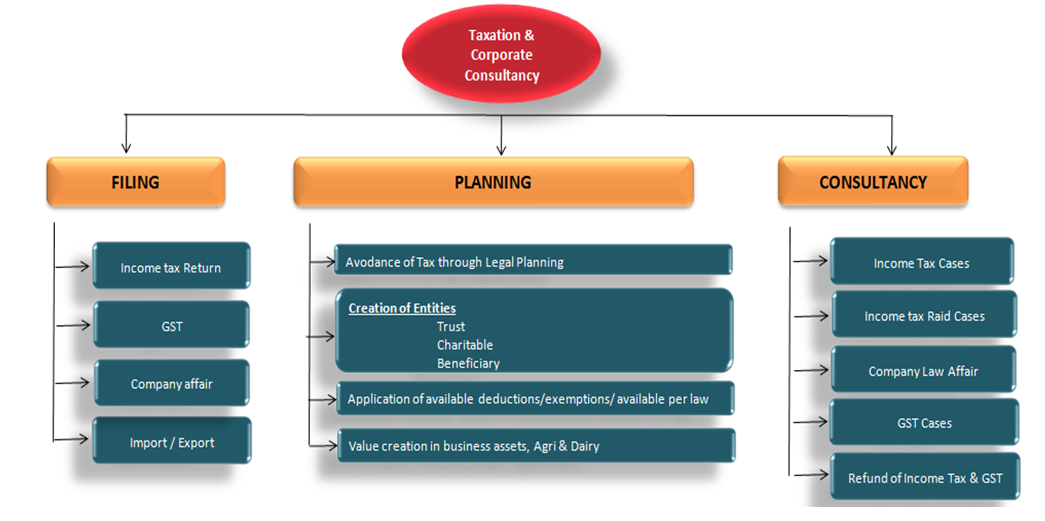 Taxation &
Corporate
Consultancy
FILING
Income tax Return
GST
Company affair
Import / Export
PLANNING
Avodance of Tax through Legal Planning
Creation of Entities
Trust
Charitable
Beneficiary
Application of available deductions/exemptions/ available per law
Value creation in business assets, Agri & Dairy
CONSULTANCY
Income Tax Cases
Income tax Raid Cases
Company Law Affair
GST Cases
Refund of Income Tax & GST